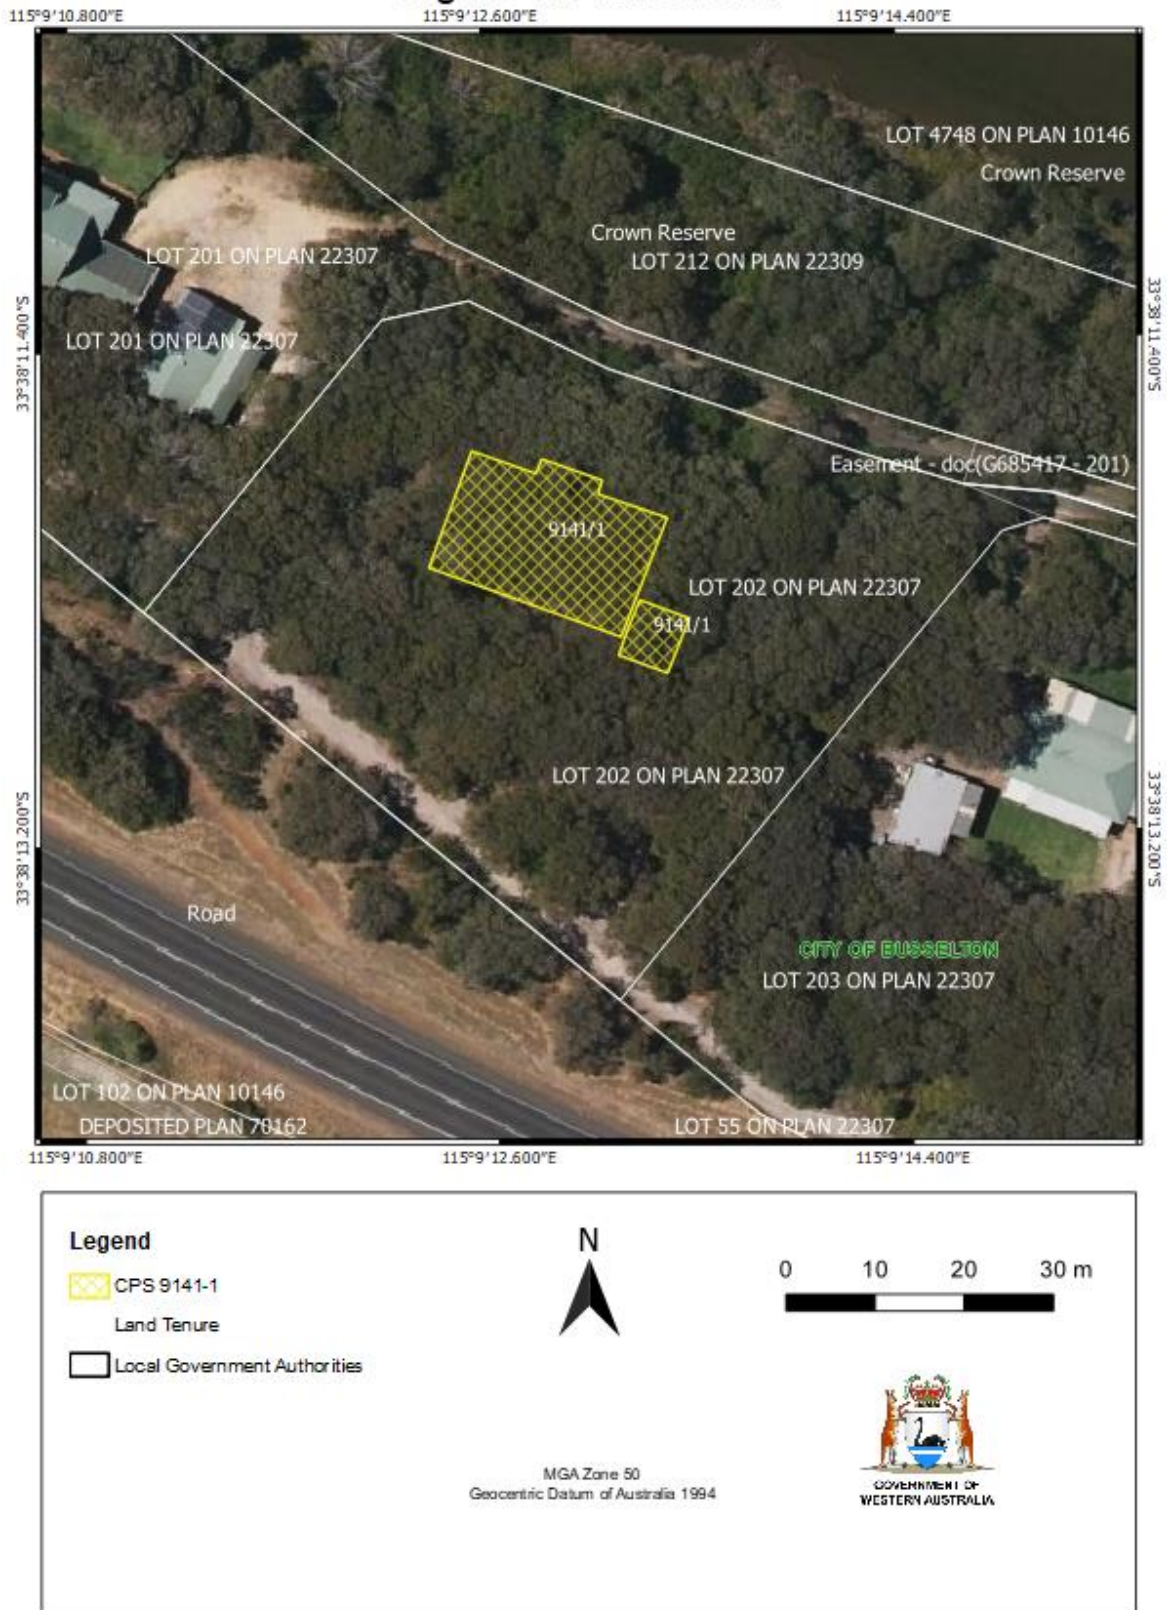 115°9'10.800"E
115°9'12.600"E
115°9'14.400"E
LOT 4748 ON PLAN 10146
Crown Reserve
Crown Reserve
LOT 212 ON PLAN 22309
LOT 201 ON PLAN 22307
33°38'11.400"S
33°38'11.400"S
LOT 201 ON PLAN 22307
Easement - doc(G685417 - 201)
9141/1
LOT 202 ON PLAN 22307
9141/1
LOT 202 ON PLAN 22307
33°38'13.200"S
33°38'13.200"S
Road
CITY OF BUSSELTON
LOT 203 ON PLAN 22307
LOT 102 ON PLAN 10146
DEPOSITED PLAN 70162
LOT 55 ON PLAN 22307
115°9'10.800"E
115°9'12.600"E
115°9'14.400"E
Legend
CPS 9141-1
Land Tenure
Local Government Authorities
N
0 10 20 30 m
MGA Zone 50
Geocentric Datum of Australia 1994
GOVERNMENT OF
WESTERN AUSTRALIA